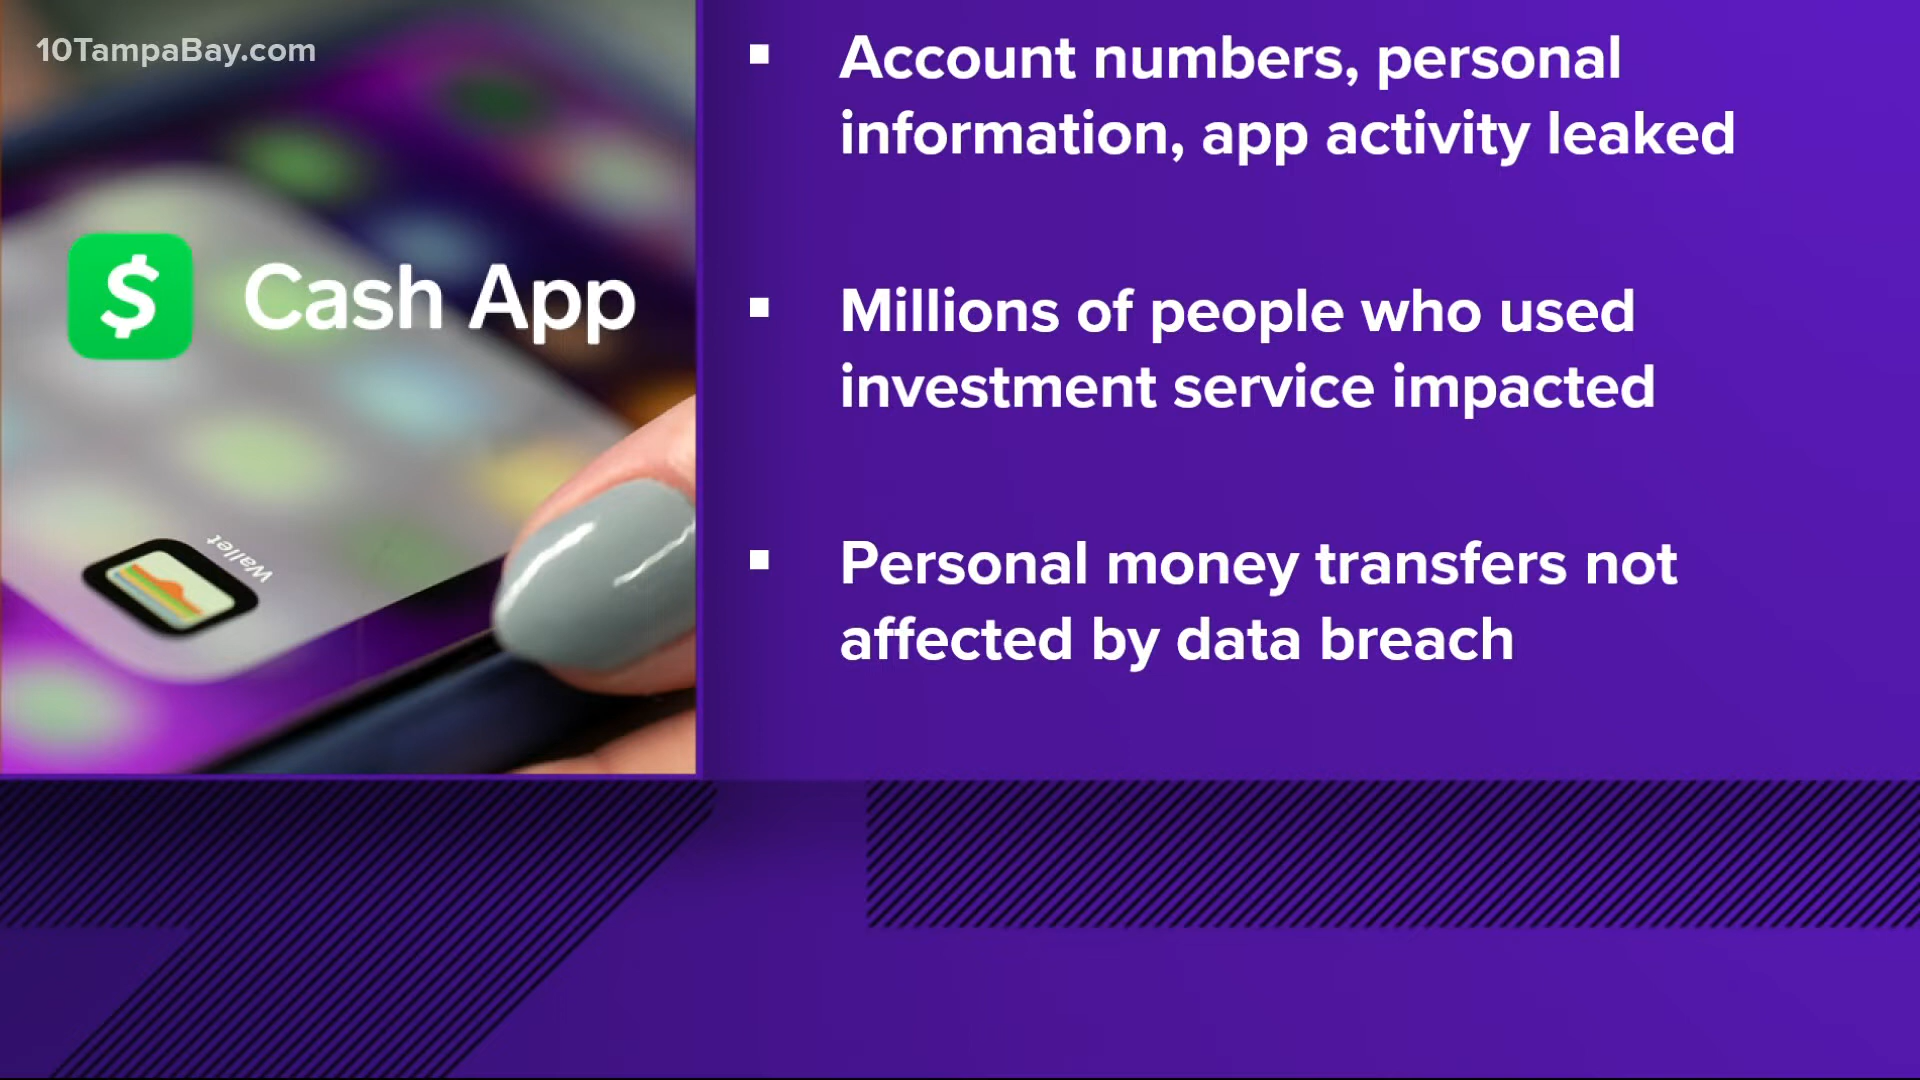 10TampaBay.com
$ Cash App
Wallet
Account numbers, personal
information, app activity leaked
Millions of people who used
investment service impacted
Personal money transfers not
affected by data breach